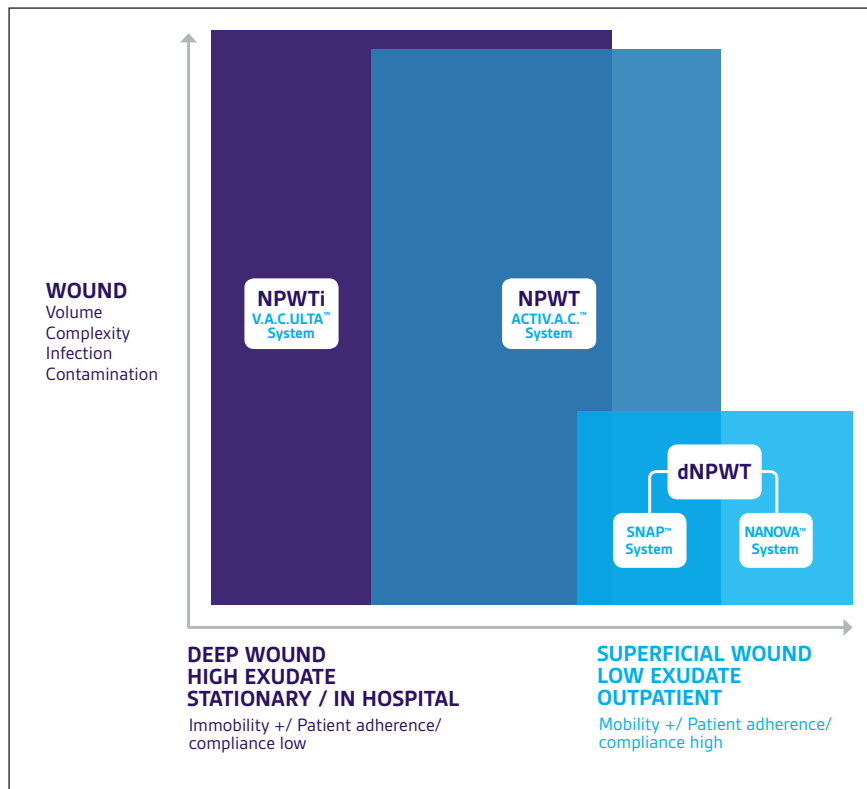 WOUND
Volume
Complexity
Infection
Contamination
NPWTi
V.A.C.ULTA™
System
NPWT
ACTIV.A.C.™
System
dNPWT
SNAP™
System
NANOVA™
System
DEEP WOUND
HIGH EXUDATE
STATIONARY / IN HOSPITAL
Immobility +/ Patient adherence/
compliance low
SUPERFICIAL WOUND
LOW EXUDATE
OUTPATIENT
Mobility +/ Patient adherence/
compliance high